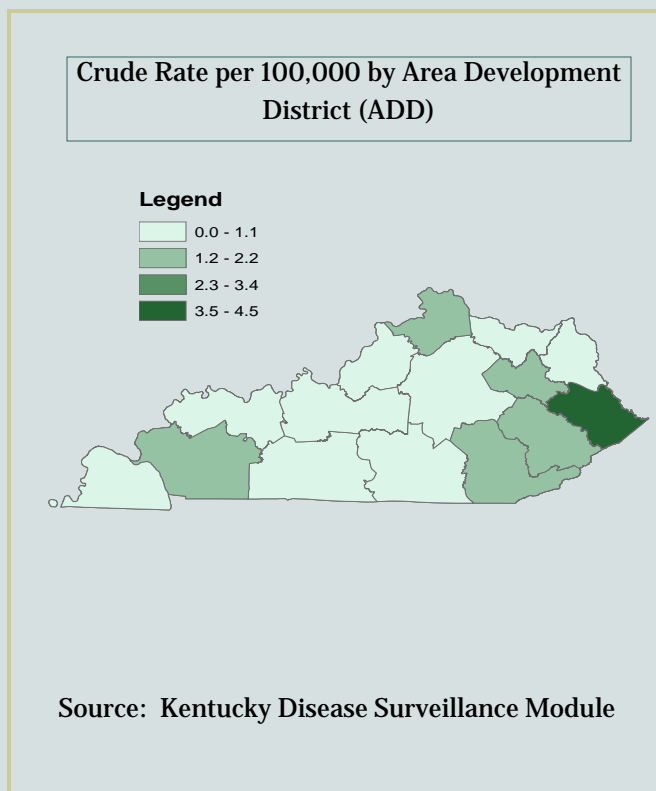 Crude Rate per 100,000 by Area Development
District (ADD)
Legend
0.0 - 1.1
1.2 - 2.2
2.3 - 3.4
3.5 - 4.5
Source:  Kentucky Disease Surveillance Module